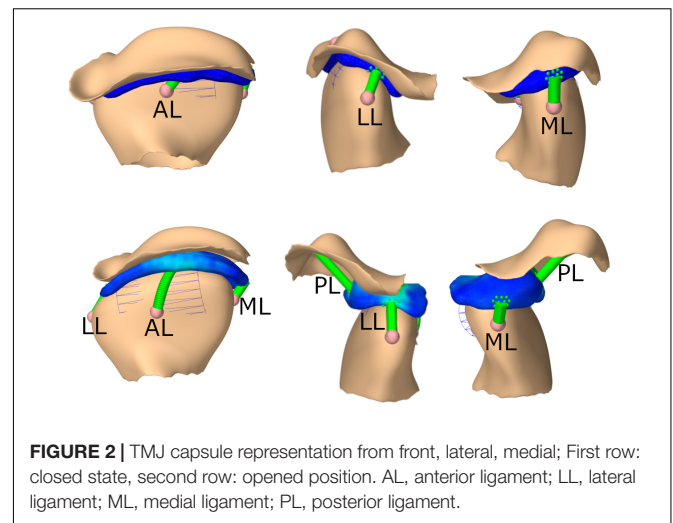 AL
LL
ML
LL
AL
ML
PL
LL
PL
ML
FIGURE 2 | TMJ capsule representation from front, lateral, medial; First row:
closed state, second row: opened position. AL, anterior ligament; LL, lateral
ligament; ML, medial ligament; PL, posterior ligament.